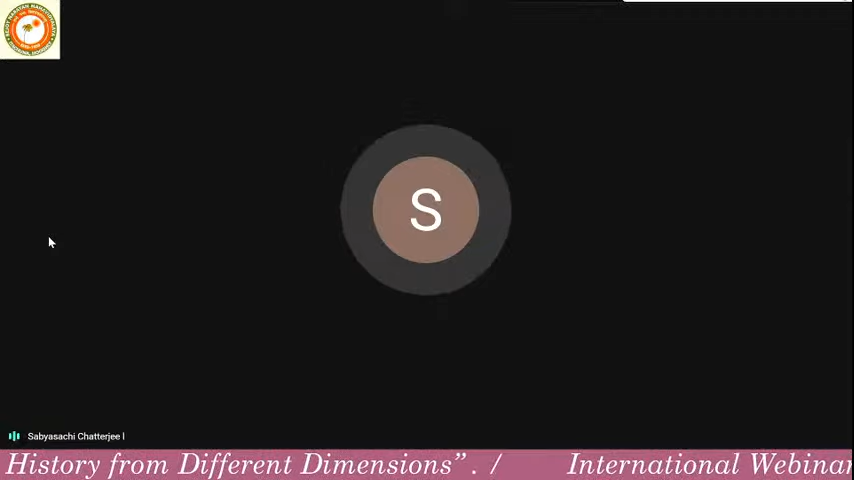 S
Sabyasachi Chatterjee l
History from Different Dimensions”. / International Webinar